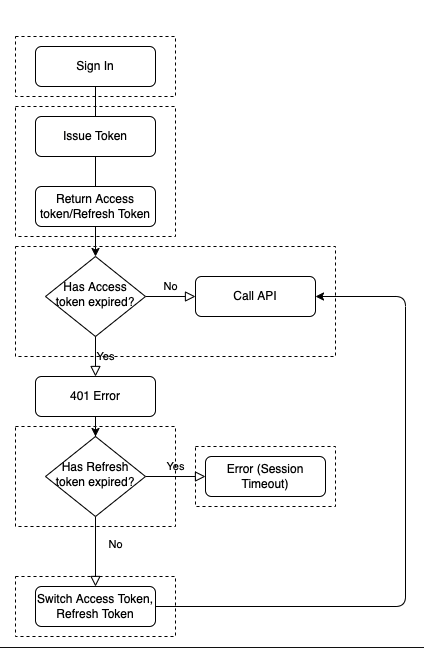 Sign In
Issue Token
Return Access
token/Refresh Token
Has Access
token expired?
No
Call API
Yes
401 Error
Has Refresh
token expired?
Yes
Error (Session
Timeout)
No
Switch Access Token,
Refresh Token